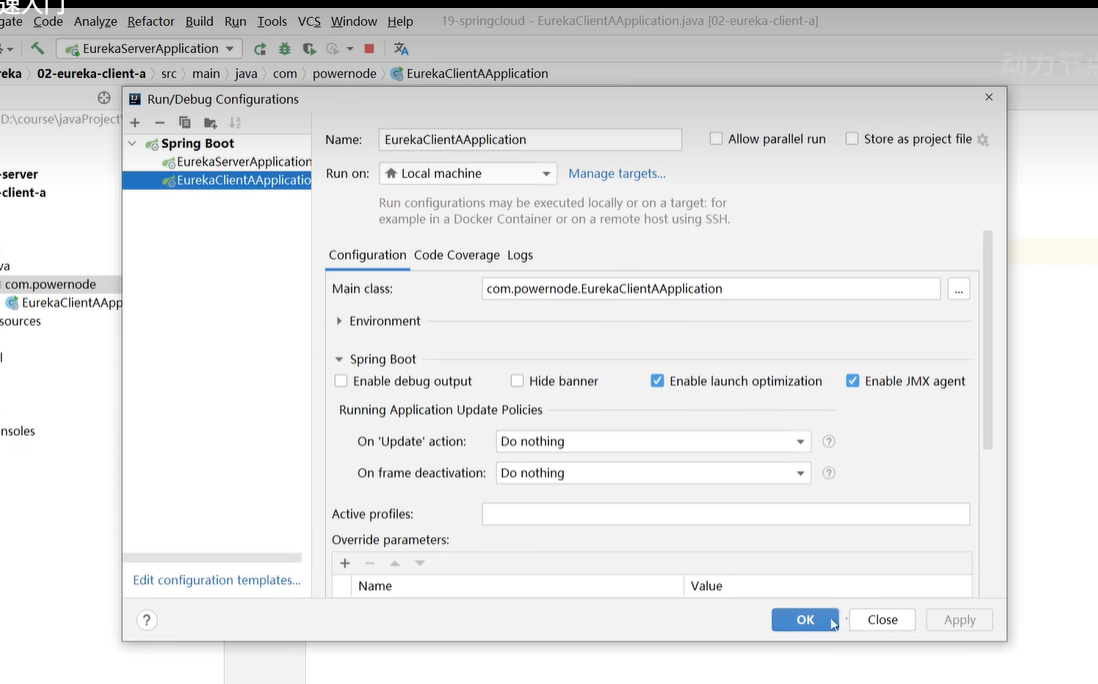 速入门
gate Code Analyze Refactor Build Run Tools VCS Window Help 19-springcloud - EurekaClientAApplication.java [02-eureka-client-a]
EurekaServerApplication
reka 02-eureka-client-a src main java com powernode EurekaClientAApplication
动力节点
D:\course\javaProject\
-server
-client-a
va
com.powernode
EurekaClientAApp
sources
l
nsoles
Run/Debug Configurations
Spring Boot
EurekaServerApplication
EurekaClientAApplicatio
Edit configuration templates...
Name: EurekaClientAApplication Allow parallel run Store as project file
Run on: Local machine Manage targets...
Run configurations may be executed locally or on a target: for
example in a Docker Container or on a remote host using SSH.
Configuration Code Coverage Logs
Main class: com.powernode.EurekaClientAApplication ...
Environment
Spring Boot
Enable debug output Hide banner Enable launch optimization Enable JMX agent
Running Application Update Policies
On 'Update' action: Do nothing ?
On frame deactivation: Do nothing ?
Active profiles:
Override parameters:
Name Value
? OK Close Apply